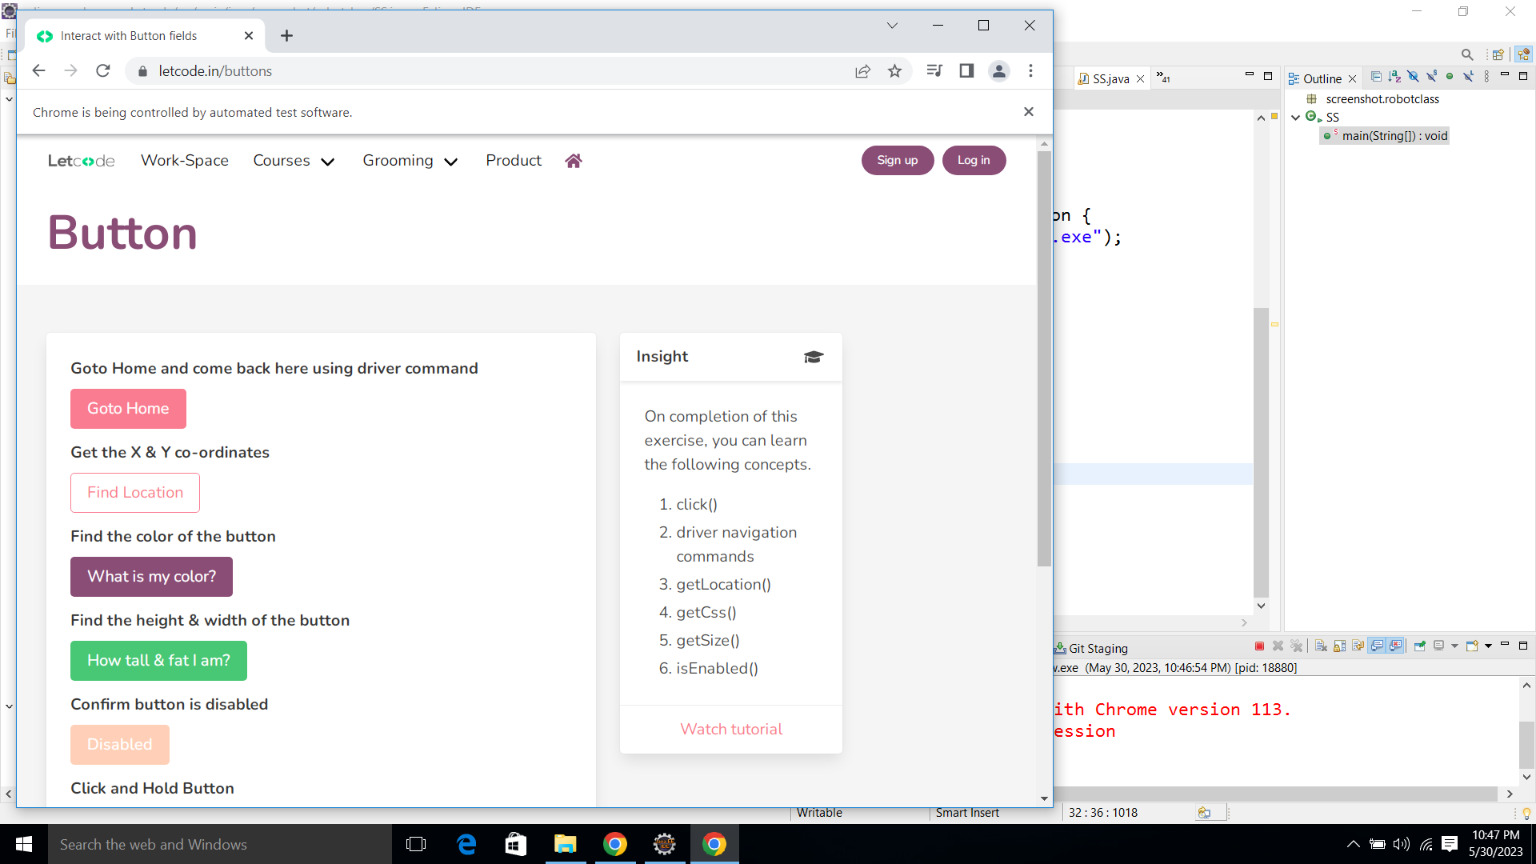 Interact with Button fields
letcode.in/buttons
Chrome is being controlled by automated test software.
Letcode Work-Space Courses Grooming Product Sign up Log in
Button
Goto Home and come back here using driver command
Goto Home
Get the X & Y co-ordinates
Find Location
Find the color of the button
What is my color?
Find the height & width of the button
How tall & fat I am?
Confirm button is disabled
Disabled
Click and Hold Button
Insight
On completion of this
exercise, you can learn
the following concepts.
1. click()
2. driver navigation
commands
3. getLocation()
4. getCss()
5. getSize()
6. isEnabled()
Watch tutorial
SS.java
41
on {
.exe");
Outline
screenshot.robotclass
SS
main(String[]) : void
Git Staging
w.exe (May 30, 2023, 10:46:54 PM) [pid: 18880]
ith Chrome version 113.
ession
Writable Smart Insert 32 : 36 : 1018
Search the web and Windows
10:47 PM
5/30/2023